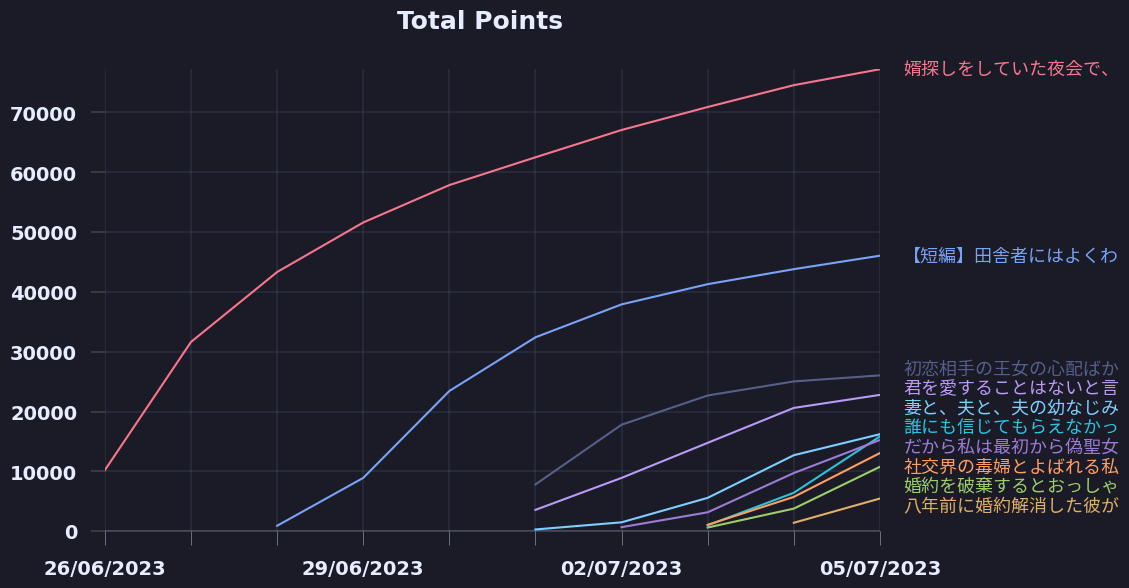 Total Points
70000
60000
50000
40000
30000
20000
10000
0
26/06/2023
29/06/2023
02/07/2023
05/07/2023
婿探しをしていた夜会で、
【短編】田舎者にはよくわ
初恋相手の王女の心配ばか
君を愛することはないと言
妻と、夫と、夫の幼なじみ
誰にも信じてもらえなかっ
だから私は最初から偽聖女
社交界の毒婦とよばれる私
婚約を破棄するとおっしゃ
八年前に婚約解消した彼が